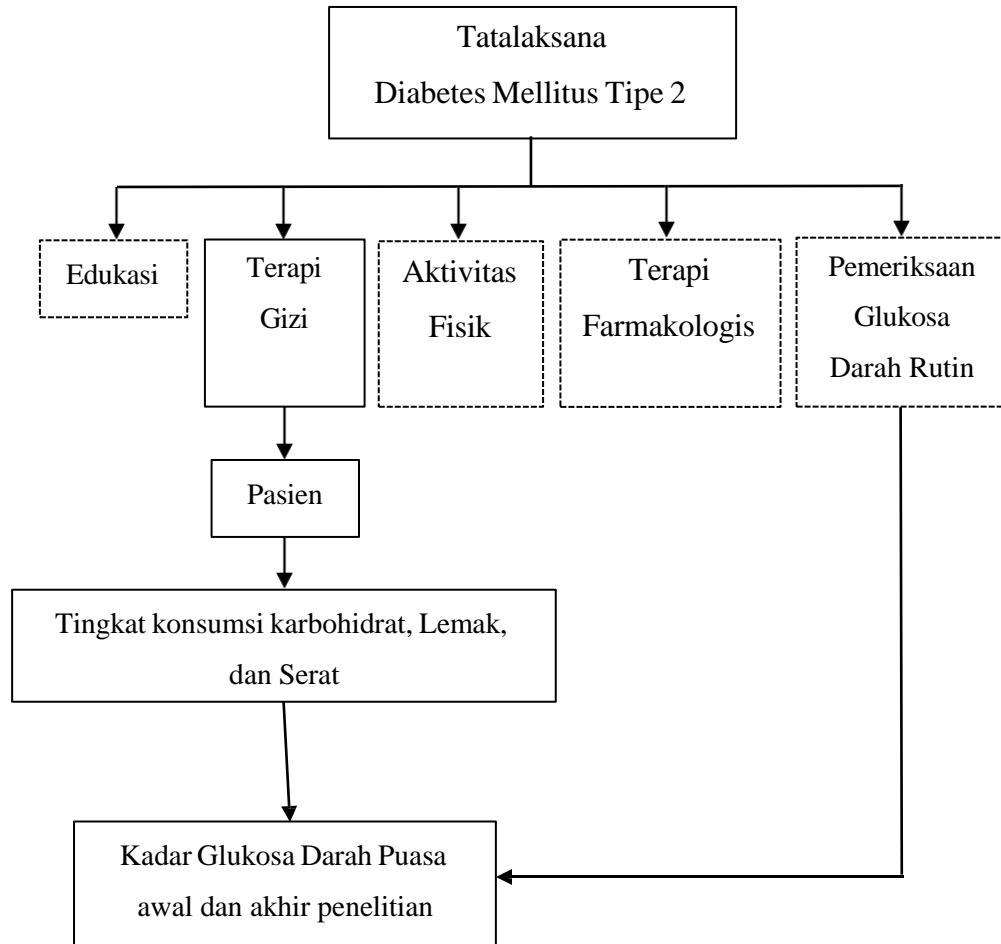 Tatalaksana
Diabetes Mellitus Tipe 2
Edukasi
Terapi
Gizi
Aktivitas
Fisik
Terapi
Farmakologis
Pemeriksaan
Glukosa
Darah Rutin
Pasien
Tingkat konsumsi karbohidrat, Lemak,
dan Serat
Kadar Glukosa Darah Puasa
awal dan akhir penelitian